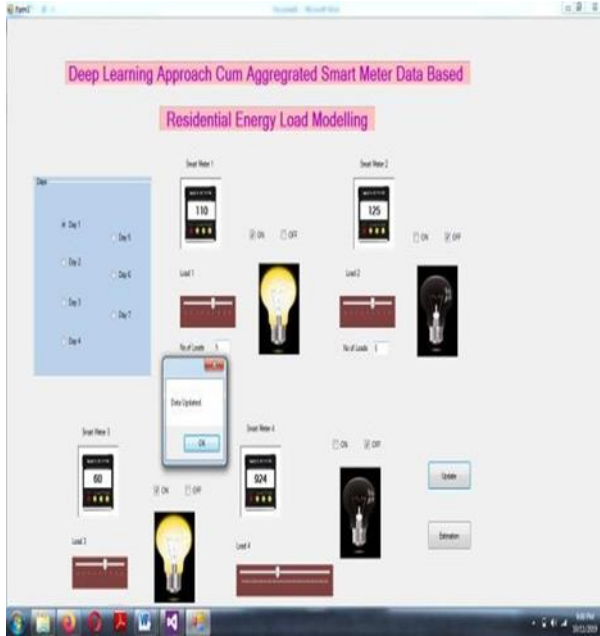 Form1
Deep Learning Approach Cum Aggregrated Smart Meter Data Based
Residential Energy Load Modelling
Days
Day 1
Day 2
Day 3
Day 4
Day 5
Day 6
Day 7
Smart Meter 1
110
ON
OFF
Load 1
No of Loads
Smart Meter 2
125
ON
OFF
Load 2
No of Loads
Data Updated.
OK
Smart Meter 3
60
ON
OFF
Load 3
Smart Meter 4
924
ON
OFF
Load 4
Update
Estimation